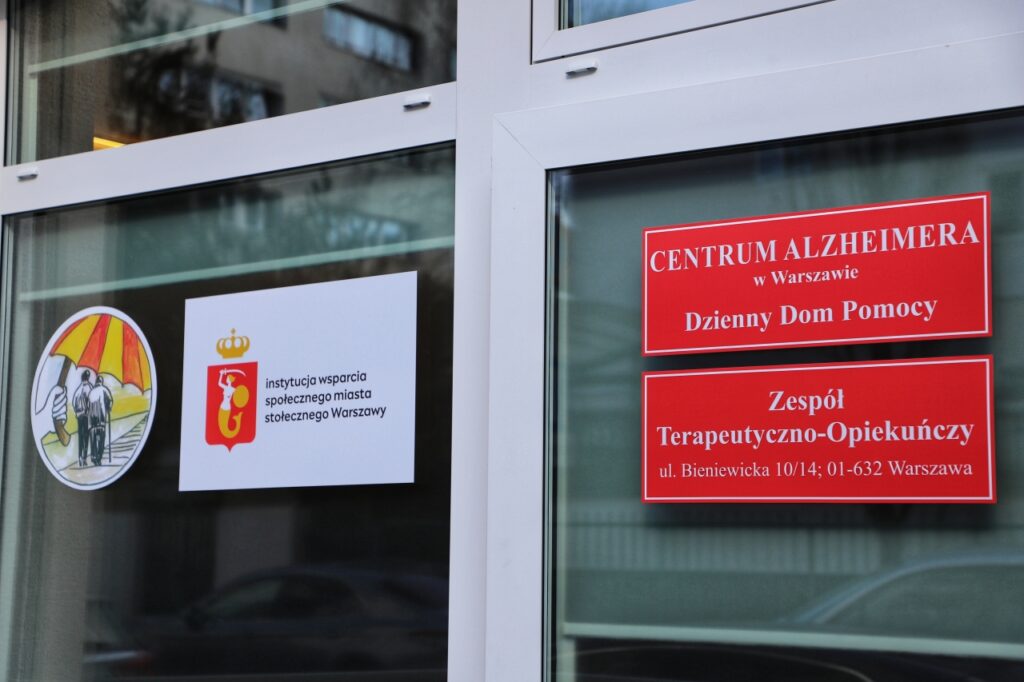 instytucja wsparcia
społecznego miasta
stołecznego Warszawy
CENTRUM ALZHEIMERA
w Warszawie
Dzienny Dom Pomocy
Zespół
Terapeutyczno-Opiekuńczy
ul. Bieniewicka 10/14; 01-632 Warszawa